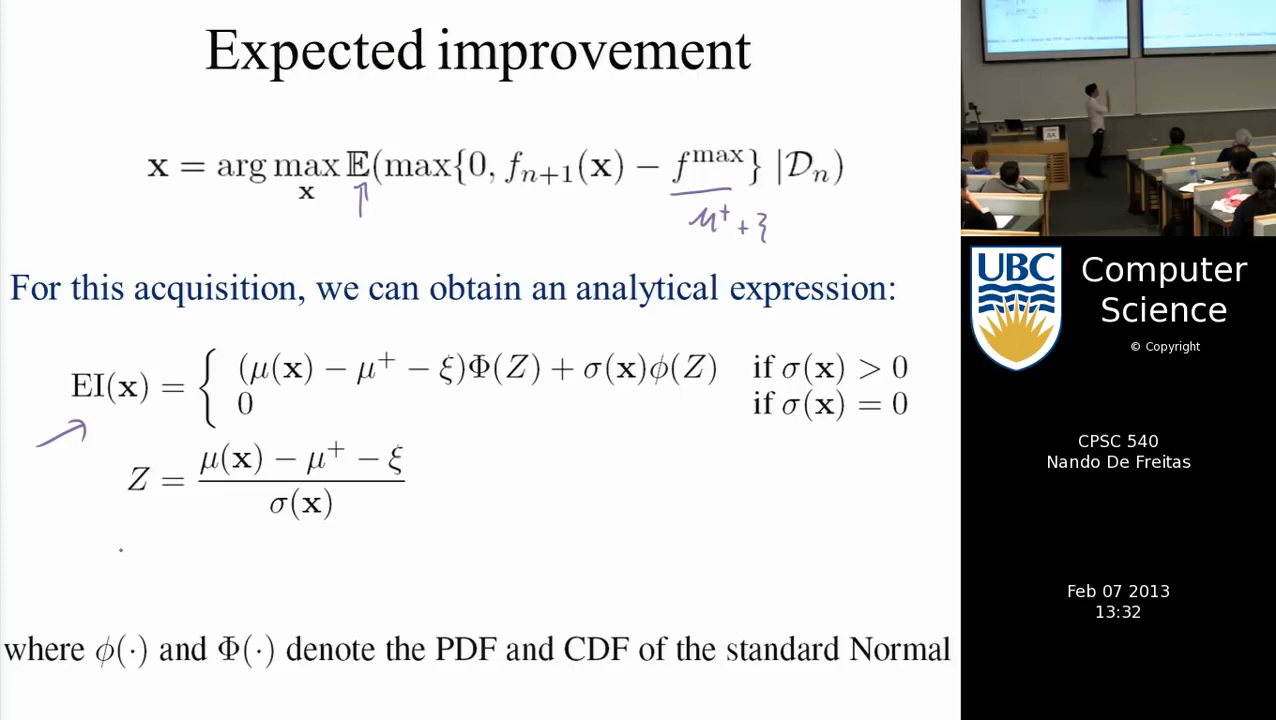 Expected improvement
x = arg max_x 𝔼(max{0, f_{n+1}(x) − f^max} |𝒟_n)
μ⁺ + ξ
For this acquisition, we can obtain an analytical expression:
EI(x) = { (μ(x) − μ⁺ − ξ)Φ(Z) + σ(x)ϕ(Z) if σ(x) > 0
0 if σ(x) = 0
Z = (μ(x) − μ⁺ − ξ) / σ(x)
where ϕ(·) and Φ(·) denote the PDF and CDF of the standard Normal
UBC
Computer
Science
© Copyright
CPSC 540
Nando De Freitas
Feb 07 2013
13:32